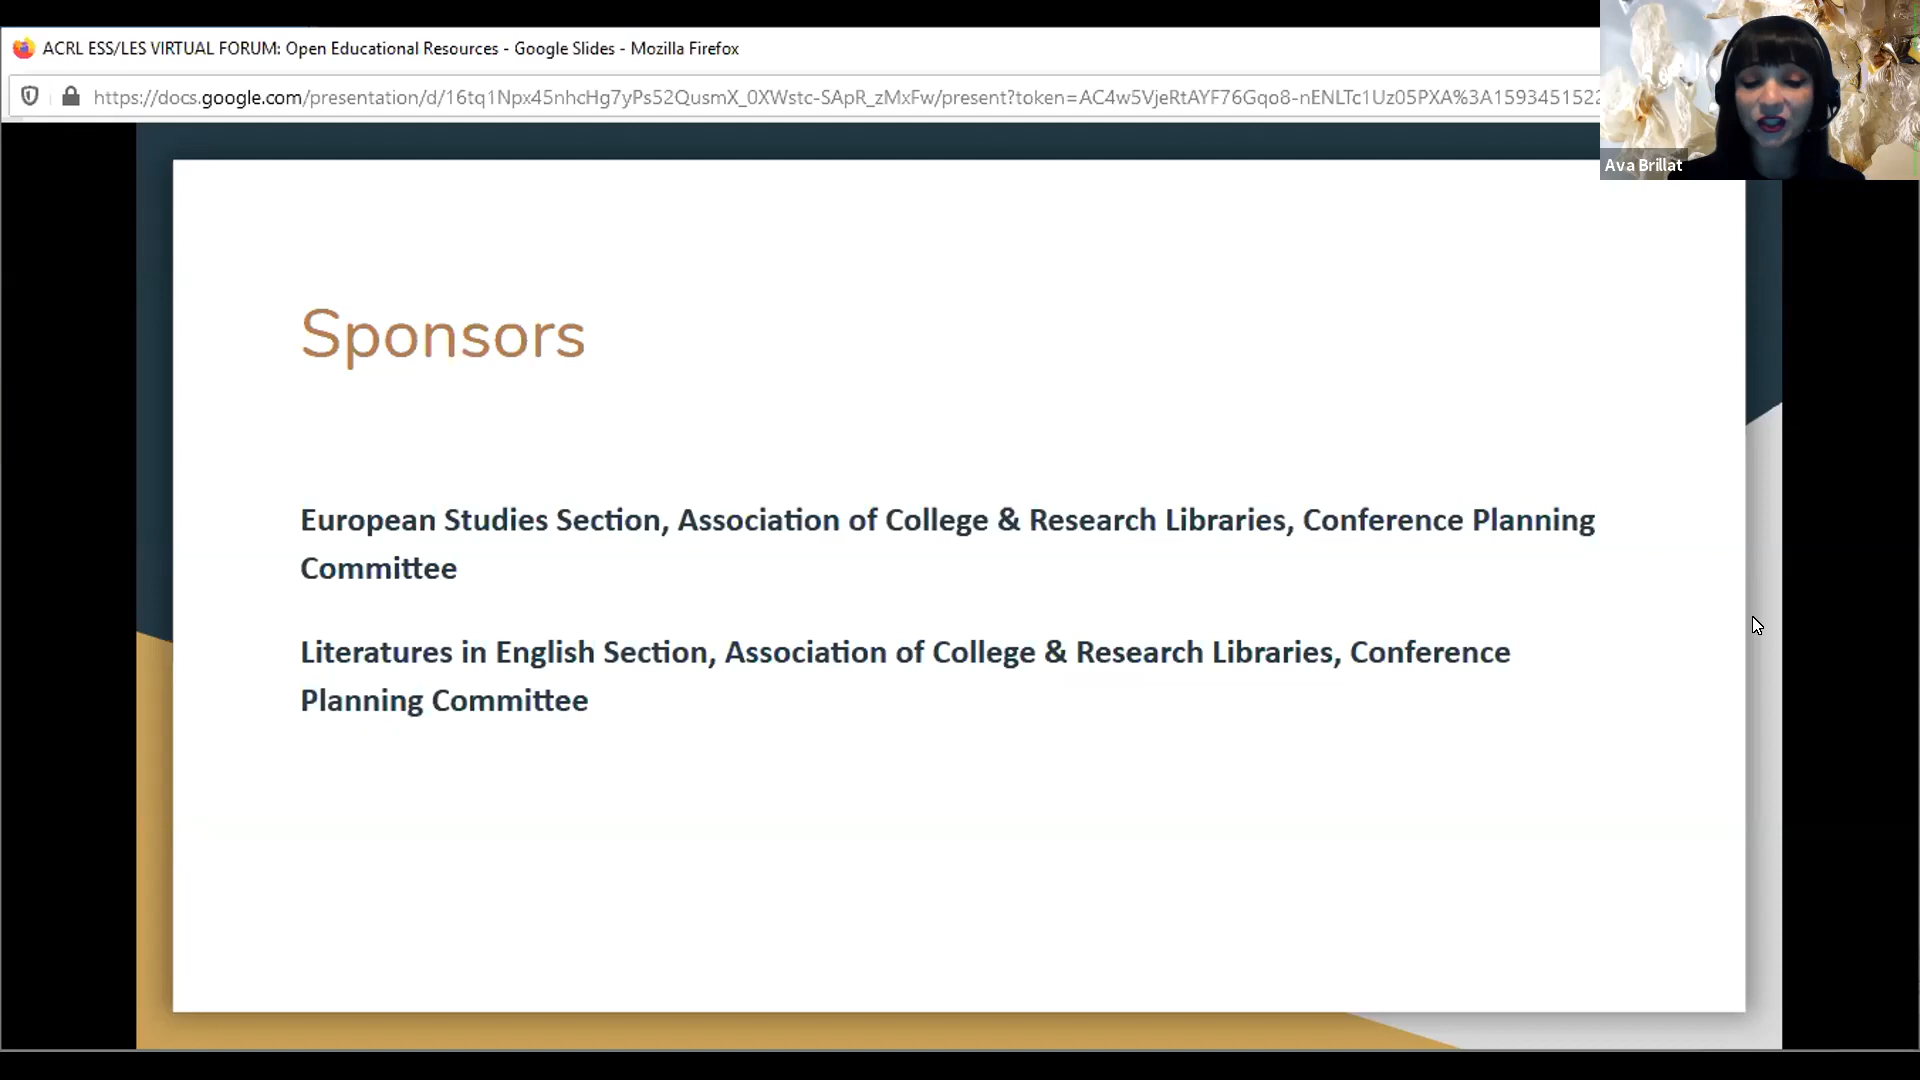 ACRL ESS/LES VIRTUAL FORUM: Open Educational Resources - Google Slides - Mozilla Firefox
https://docs.google.com/presentation/d/16tq1Npx45nhcHg7yPs52QusmX_0XWstc-SApR_zMxFw/present?token=AC4w5VjeRtAYF76Gqo8-nENLTc1Uz05PXA%3A1593451522
Ava Brillat
Sponsors
European Studies Section, Association of College & Research Libraries, Conference Planning
Committee
Literatures in English Section, Association of College & Research Libraries, Conference
Planning Committee